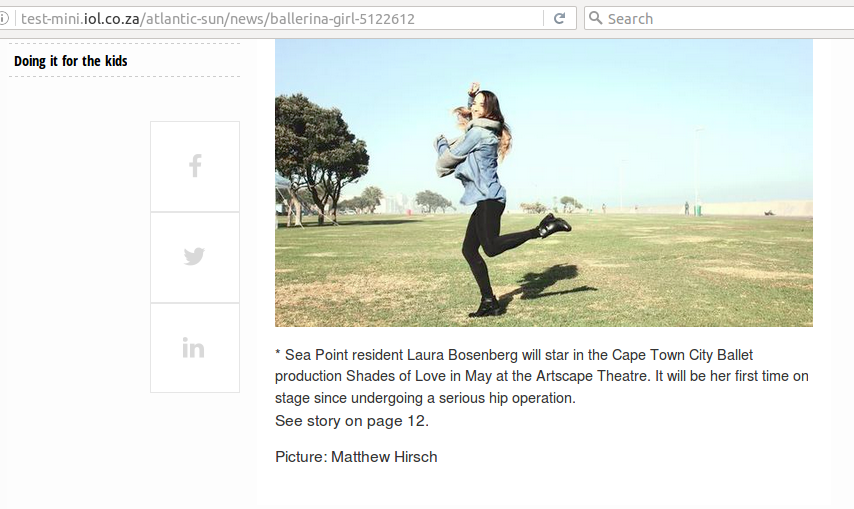 test-mini.iol.co.za/atlantic-sun/news/ballerina-girl-5122612
Search
Doing it for the kids
* Sea Point resident Laura Bosenberg will star in the Cape Town City Ballet
production Shades of Love in May at the Artscape Theatre. It will be her first time on
stage since undergoing a serious hip operation.
See story on page 12.
Picture: Matthew Hirsch